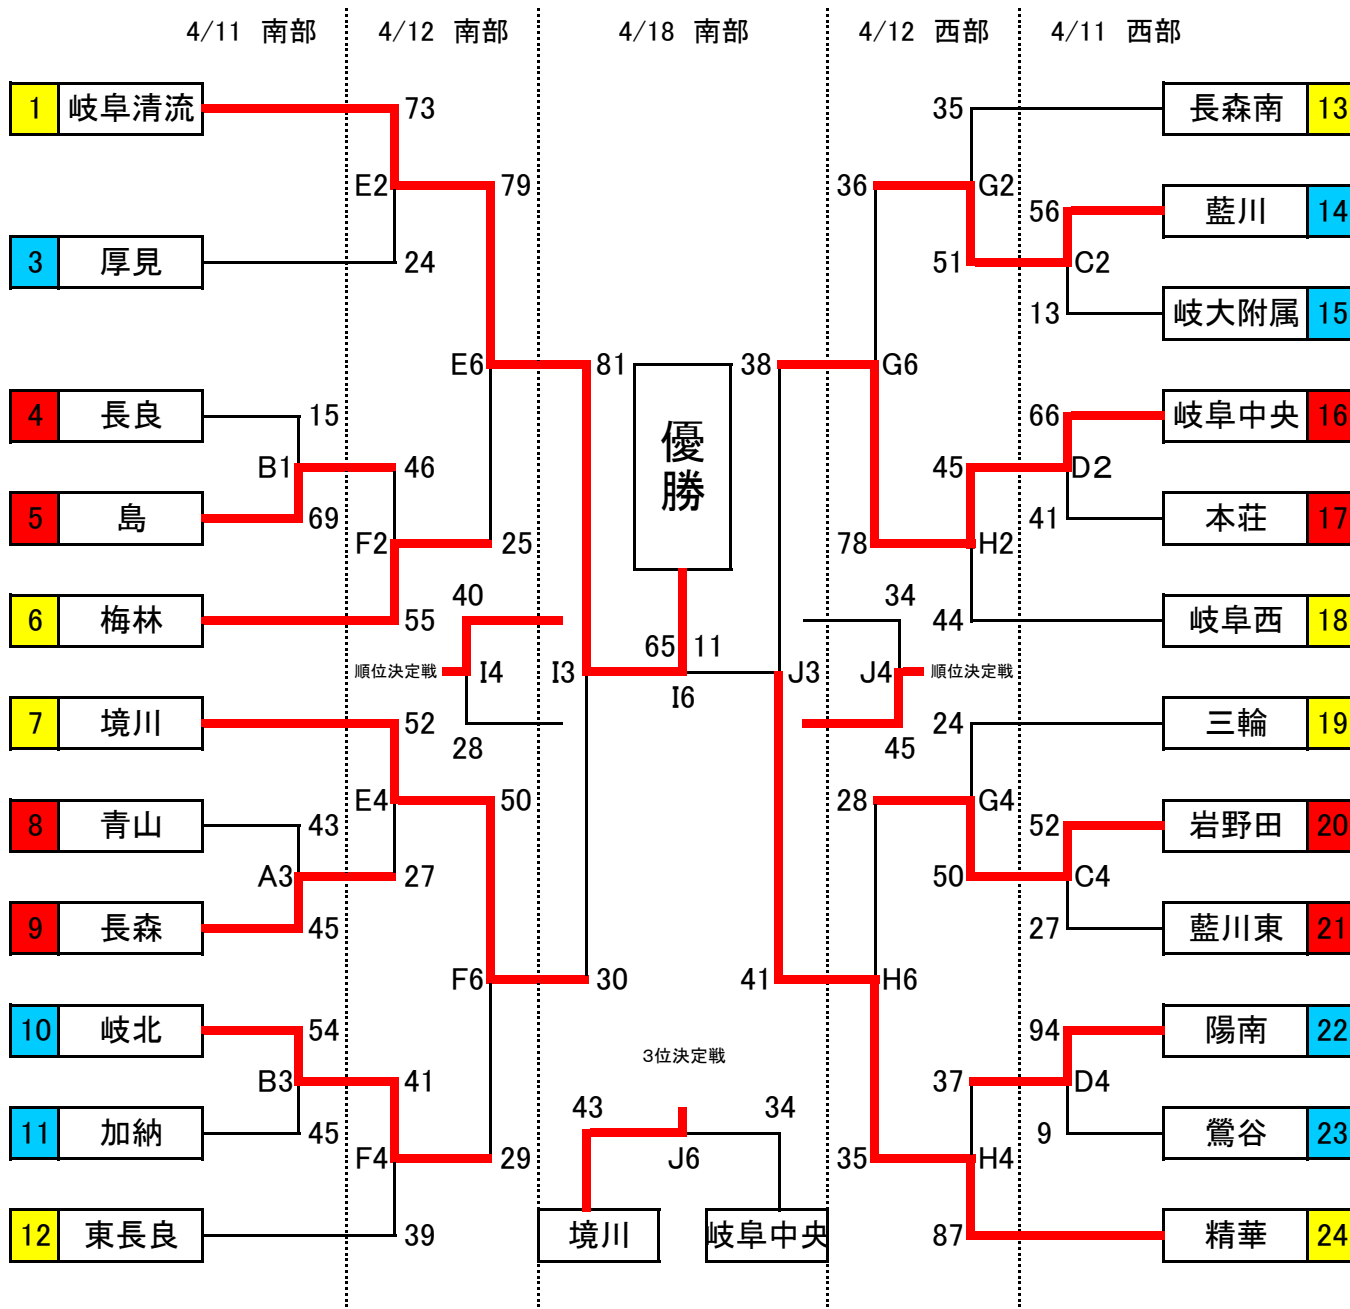 4/11 南部 4/12 南部 4/18 南部 4/12 西部 4/11 西部
1 岐阜清流 73 35 長森南 13
E2 79 36 G2 56 藍川 14
3 厚見 24 51 C2
13 岐大附属 15
E6 81 38 G6
4 長良 15 66 岐阜中央 16
優勝
B1 46 45 D2
5 島 69 41 本荘 17
F2 25 78 H2
40 34
6 梅林 55 44 岐阜西 18
65 11
順位決定戦 I4 I3 J3 J4 順位決定戦
I6
7 境川 52 24 三輪 19
28 45
E4 50 28 G4
8 青山 43 52 岩野田 20
A3 27 50 C4
9 長森 45 27 藍川東 21
F6 30 41 H6
10 岐北 54 94 陽南 22
3位決定戦
B3 41 37 D4
43 34
11 加納 45 9 鶯谷 23
F4 29 J6 35 H4
12 東長良 39 境川 岐阜中央 87 精華 24